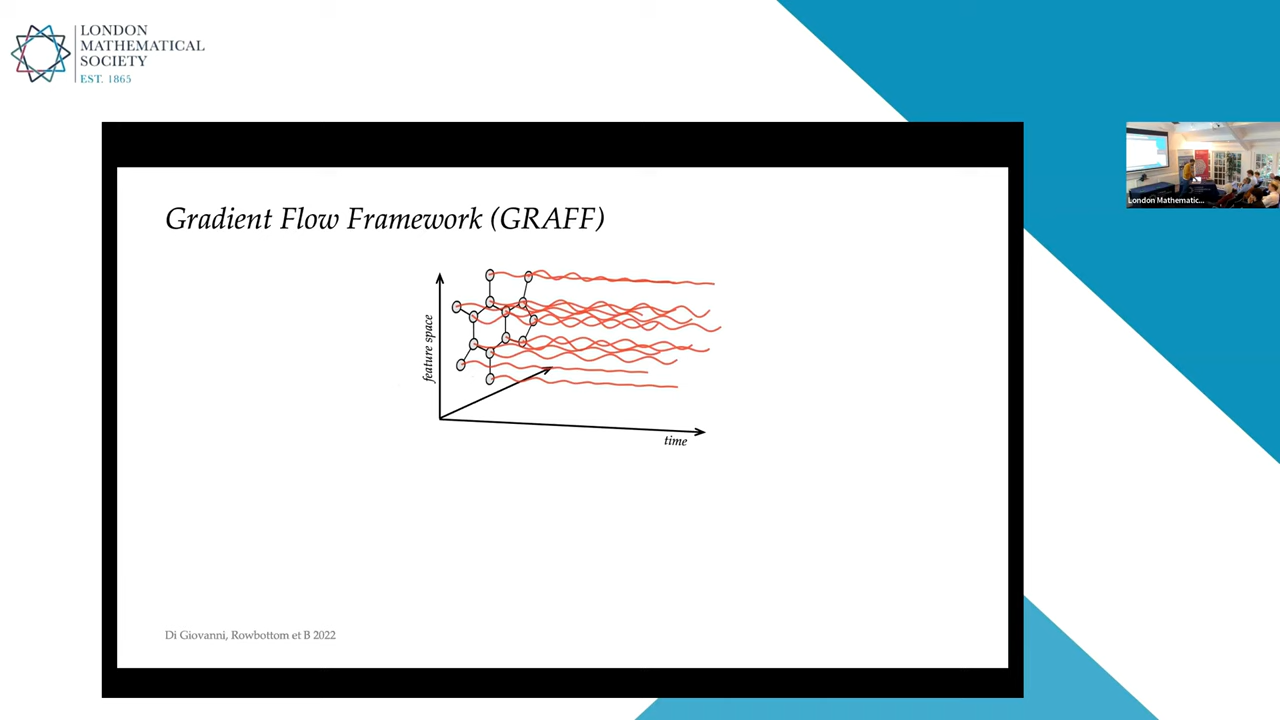 LONDON
MATHEMATICAL
SOCIETY
EST. 1865
London Mathematic...
Gradient Flow Framework (GRAFF)
feature space
time
Di Giovanni, Rowbottom et B 2022